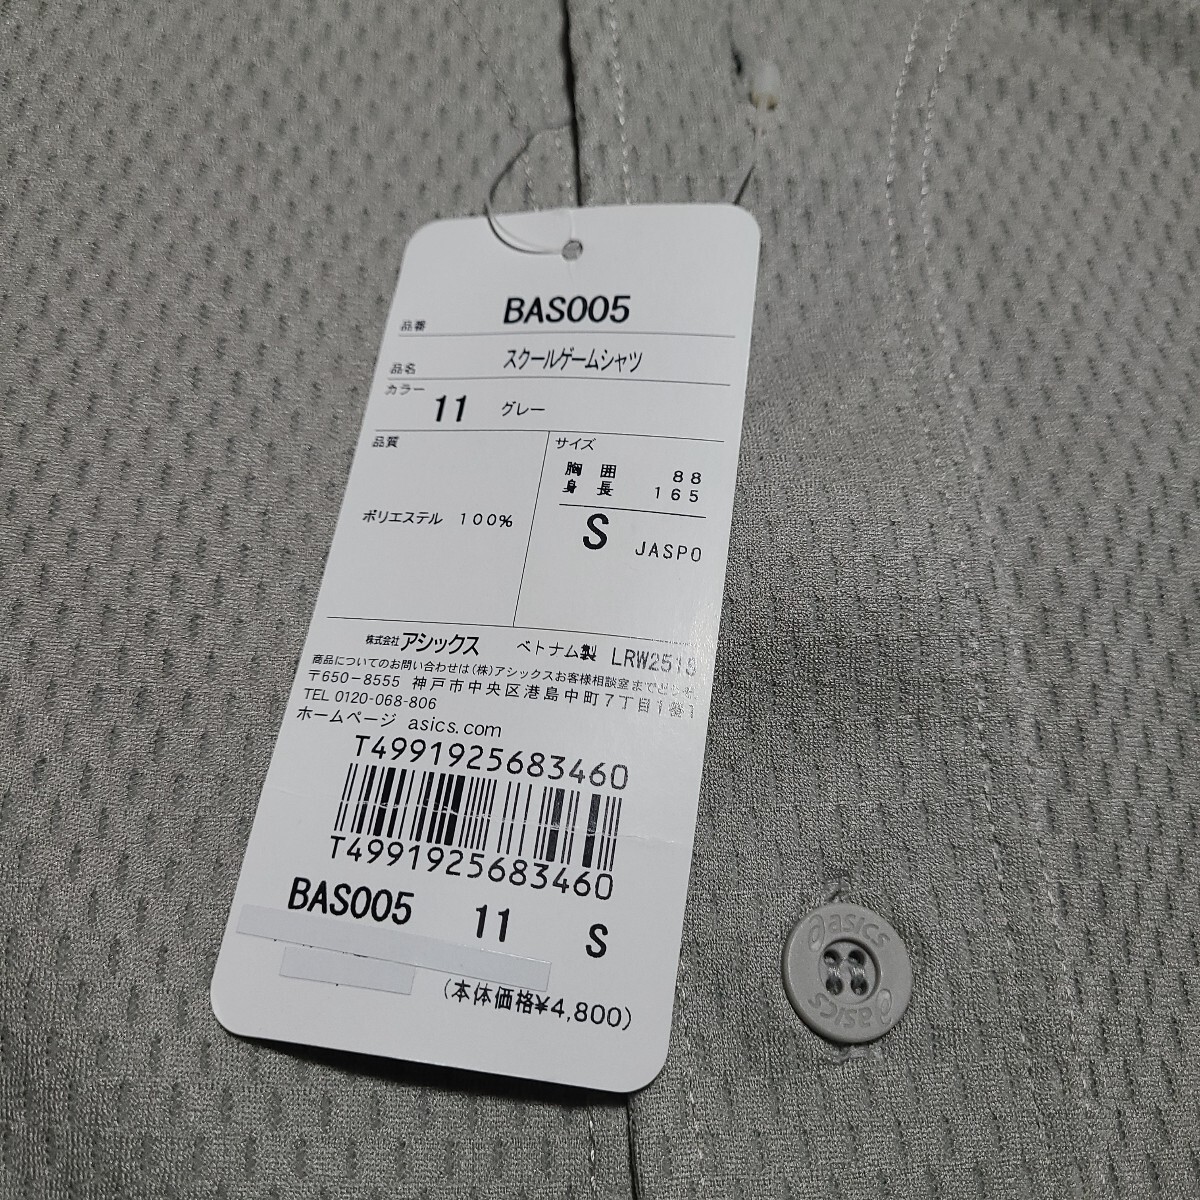 品番 BAS005
品名 スクールゲームシャツ
カラー 11 グレー
品質
ポリエステル 100%
サイズ
胸囲 88
身長 165
S JASPO
株式会社アシックス ベトナム製 LRW2515
商品についてのお問い合わせは(株)アシックスお客様相談室まで
〒650-8555 神戸市中央区港島中町7丁目1番1
TEL 0120-068-806
ホームページ asics.com
T4991925683460
T4991925683460
BAS005 11 S
(本体価格¥4,800)
asics
asics